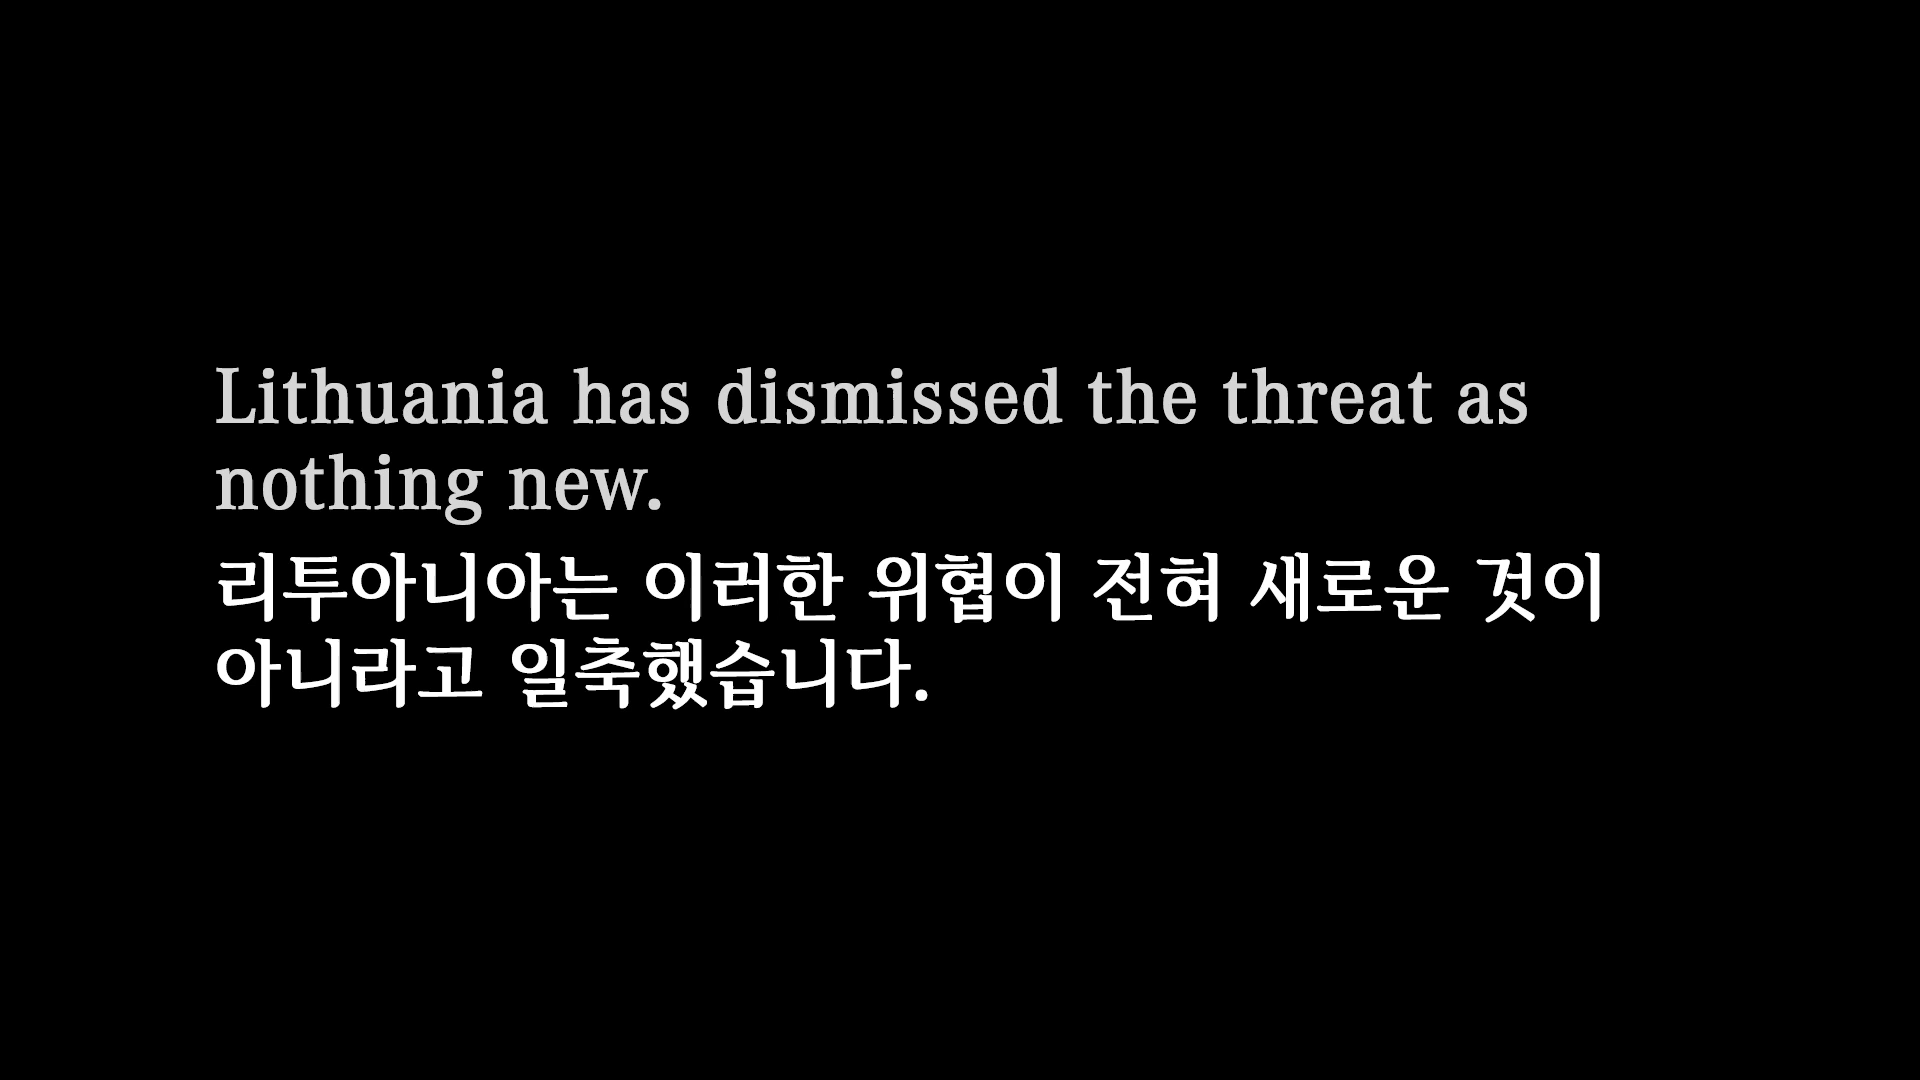 Lithuania has dismissed the threat as
nothing new.
리투아니아는 이러한 위협이 전혀 새로운 것이
아니라고 일축했습니다.